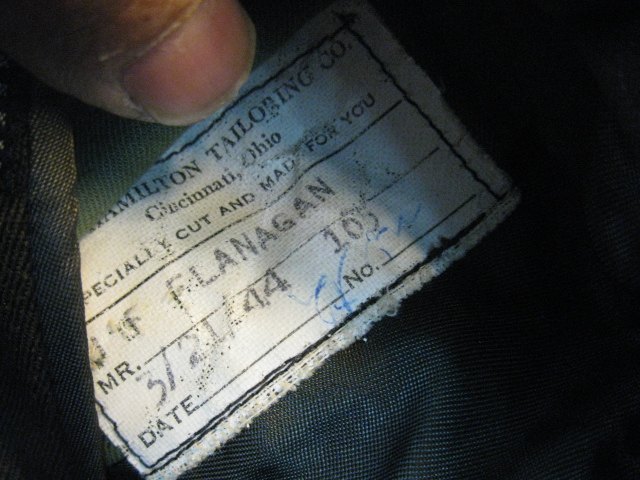 HAMILTON TAILORING CO.
Cincinnati, Ohio
SPECIALLY CUT AND MADE FOR YOU
MR. J F FLANAGAN
DATE 3/21/44 No. 102